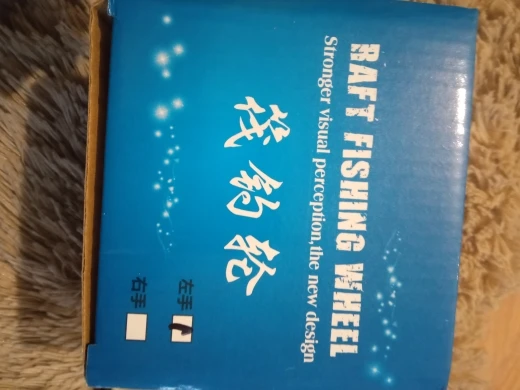 RAFT FISHING WHEEL
Stronger visual perception,the new design
筏钓轮
左手
右手